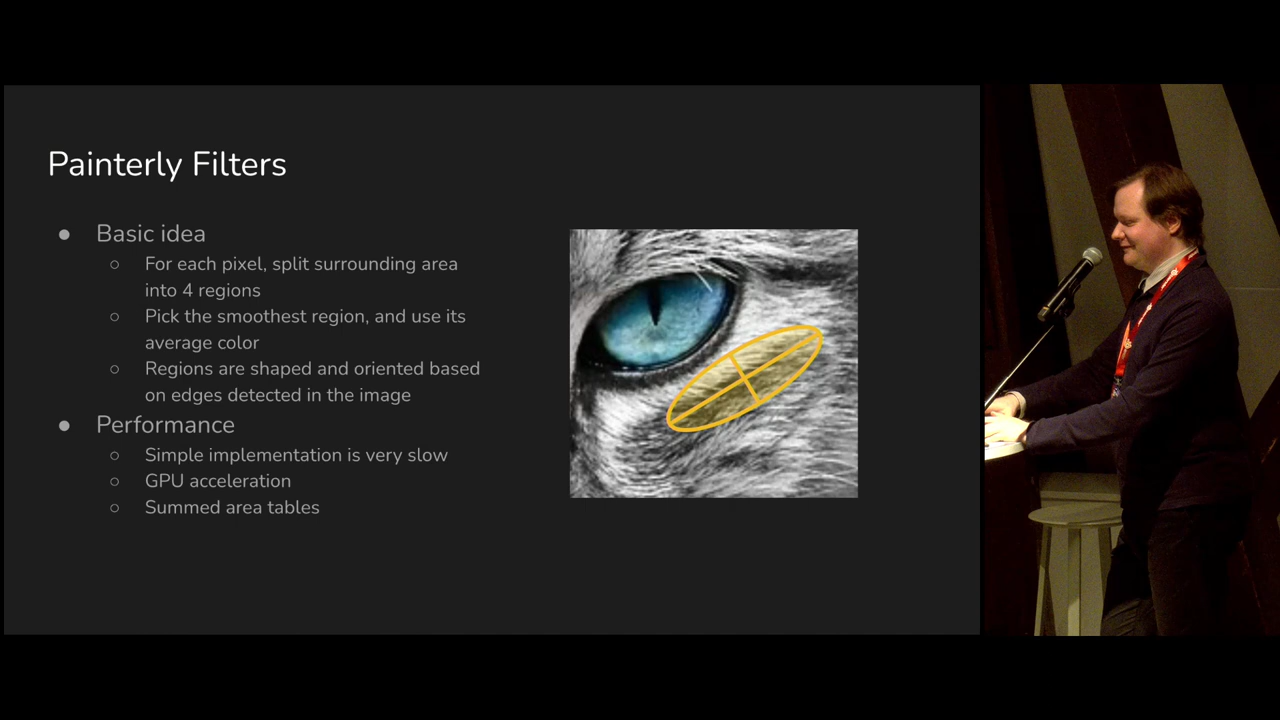 Painterly Filters
● Basic idea
○ For each pixel, split surrounding area
into 4 regions
○ Pick the smoothest region, and use its
average color
○ Regions are shaped and oriented based
on edges detected in the image
● Performance
○ Simple implementation is very slow
○ GPU acceleration
○ Summed area tables